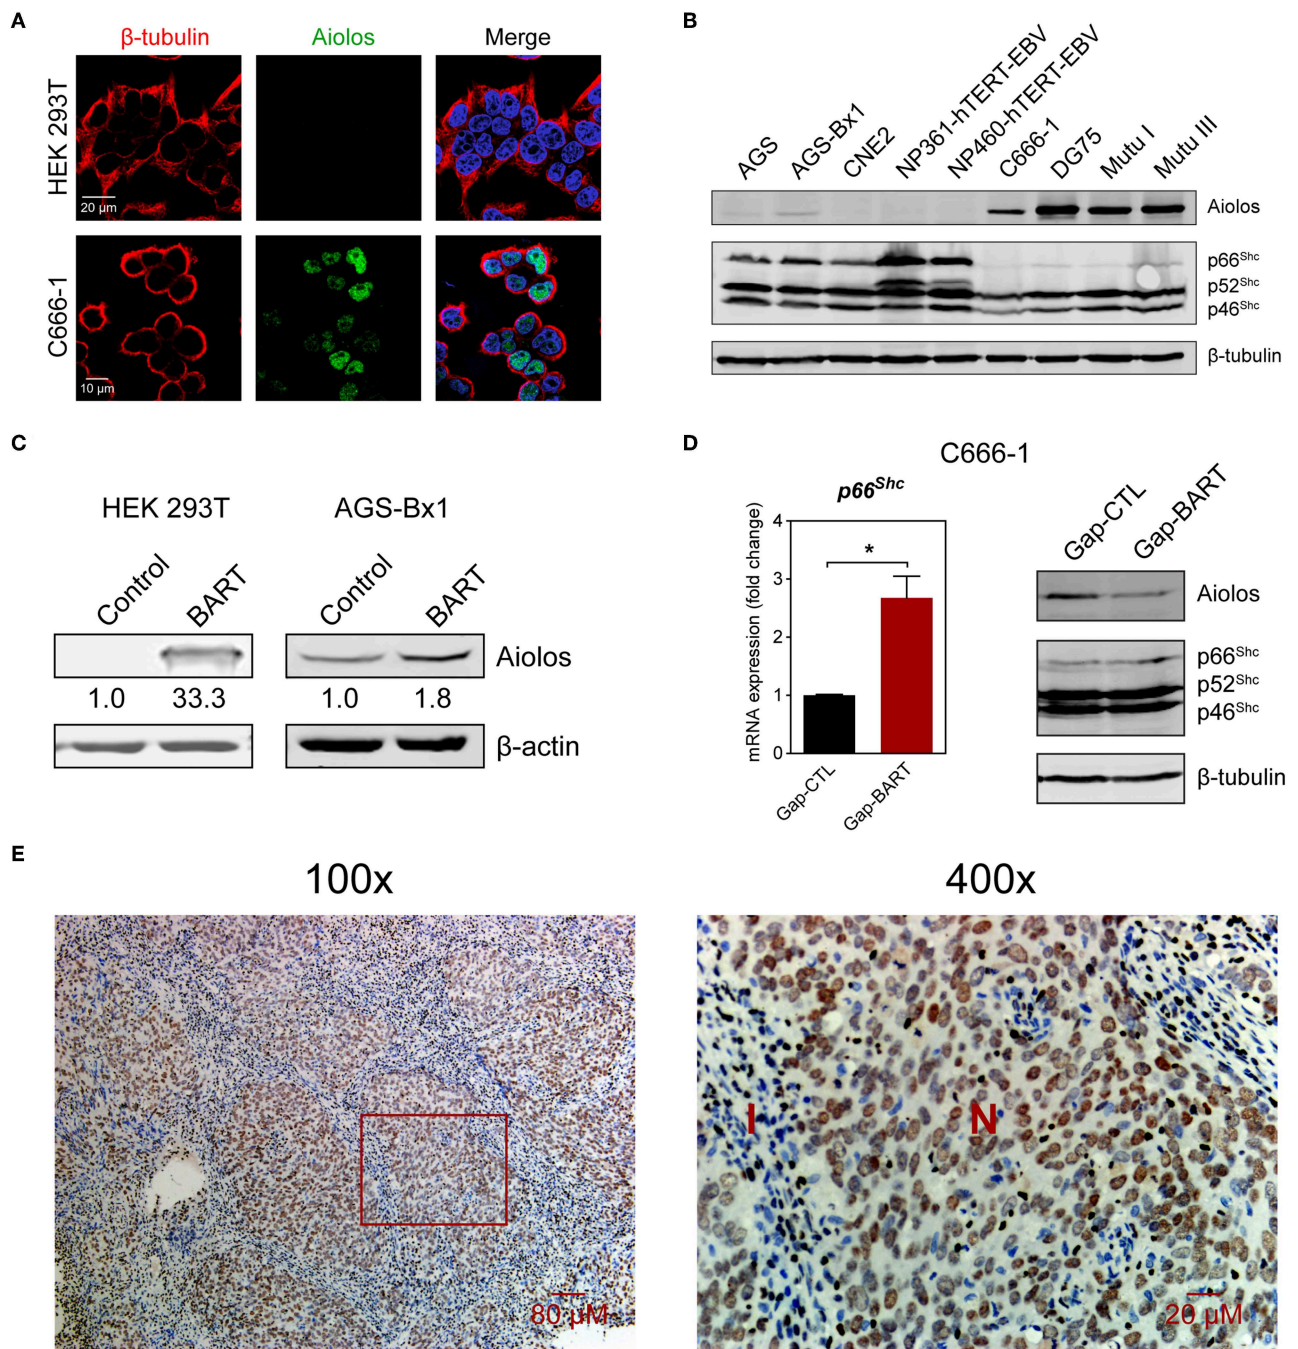 A
β-tubulin Aiolos Merge
HEK 293T
20 µm
C666-1
10 µm
B
AGS
AGS-Bx1
CNE2
NP361-hTERT-EBV
NP460-hTERT-EBV
C666-1
DG75
Mutu I
Mutu III
Aiolos
p66Shc
p52Shc
p46Shc
β-tubulin
C
HEK 293T AGS-Bx1
Control BART Control BART
Aiolos
1.0 33.3 1.0 1.8
β-actin
D
C666-1
p66Shc
mRNA expression (fold change)
4
3
2
1
0
*
Gap-CTL
Gap-BART
Gap-CTL
Gap-BART
Aiolos
p66Shc
p52Shc
p46Shc
β-tubulin
E
100x 400x
80 µM
I
N
20 µM